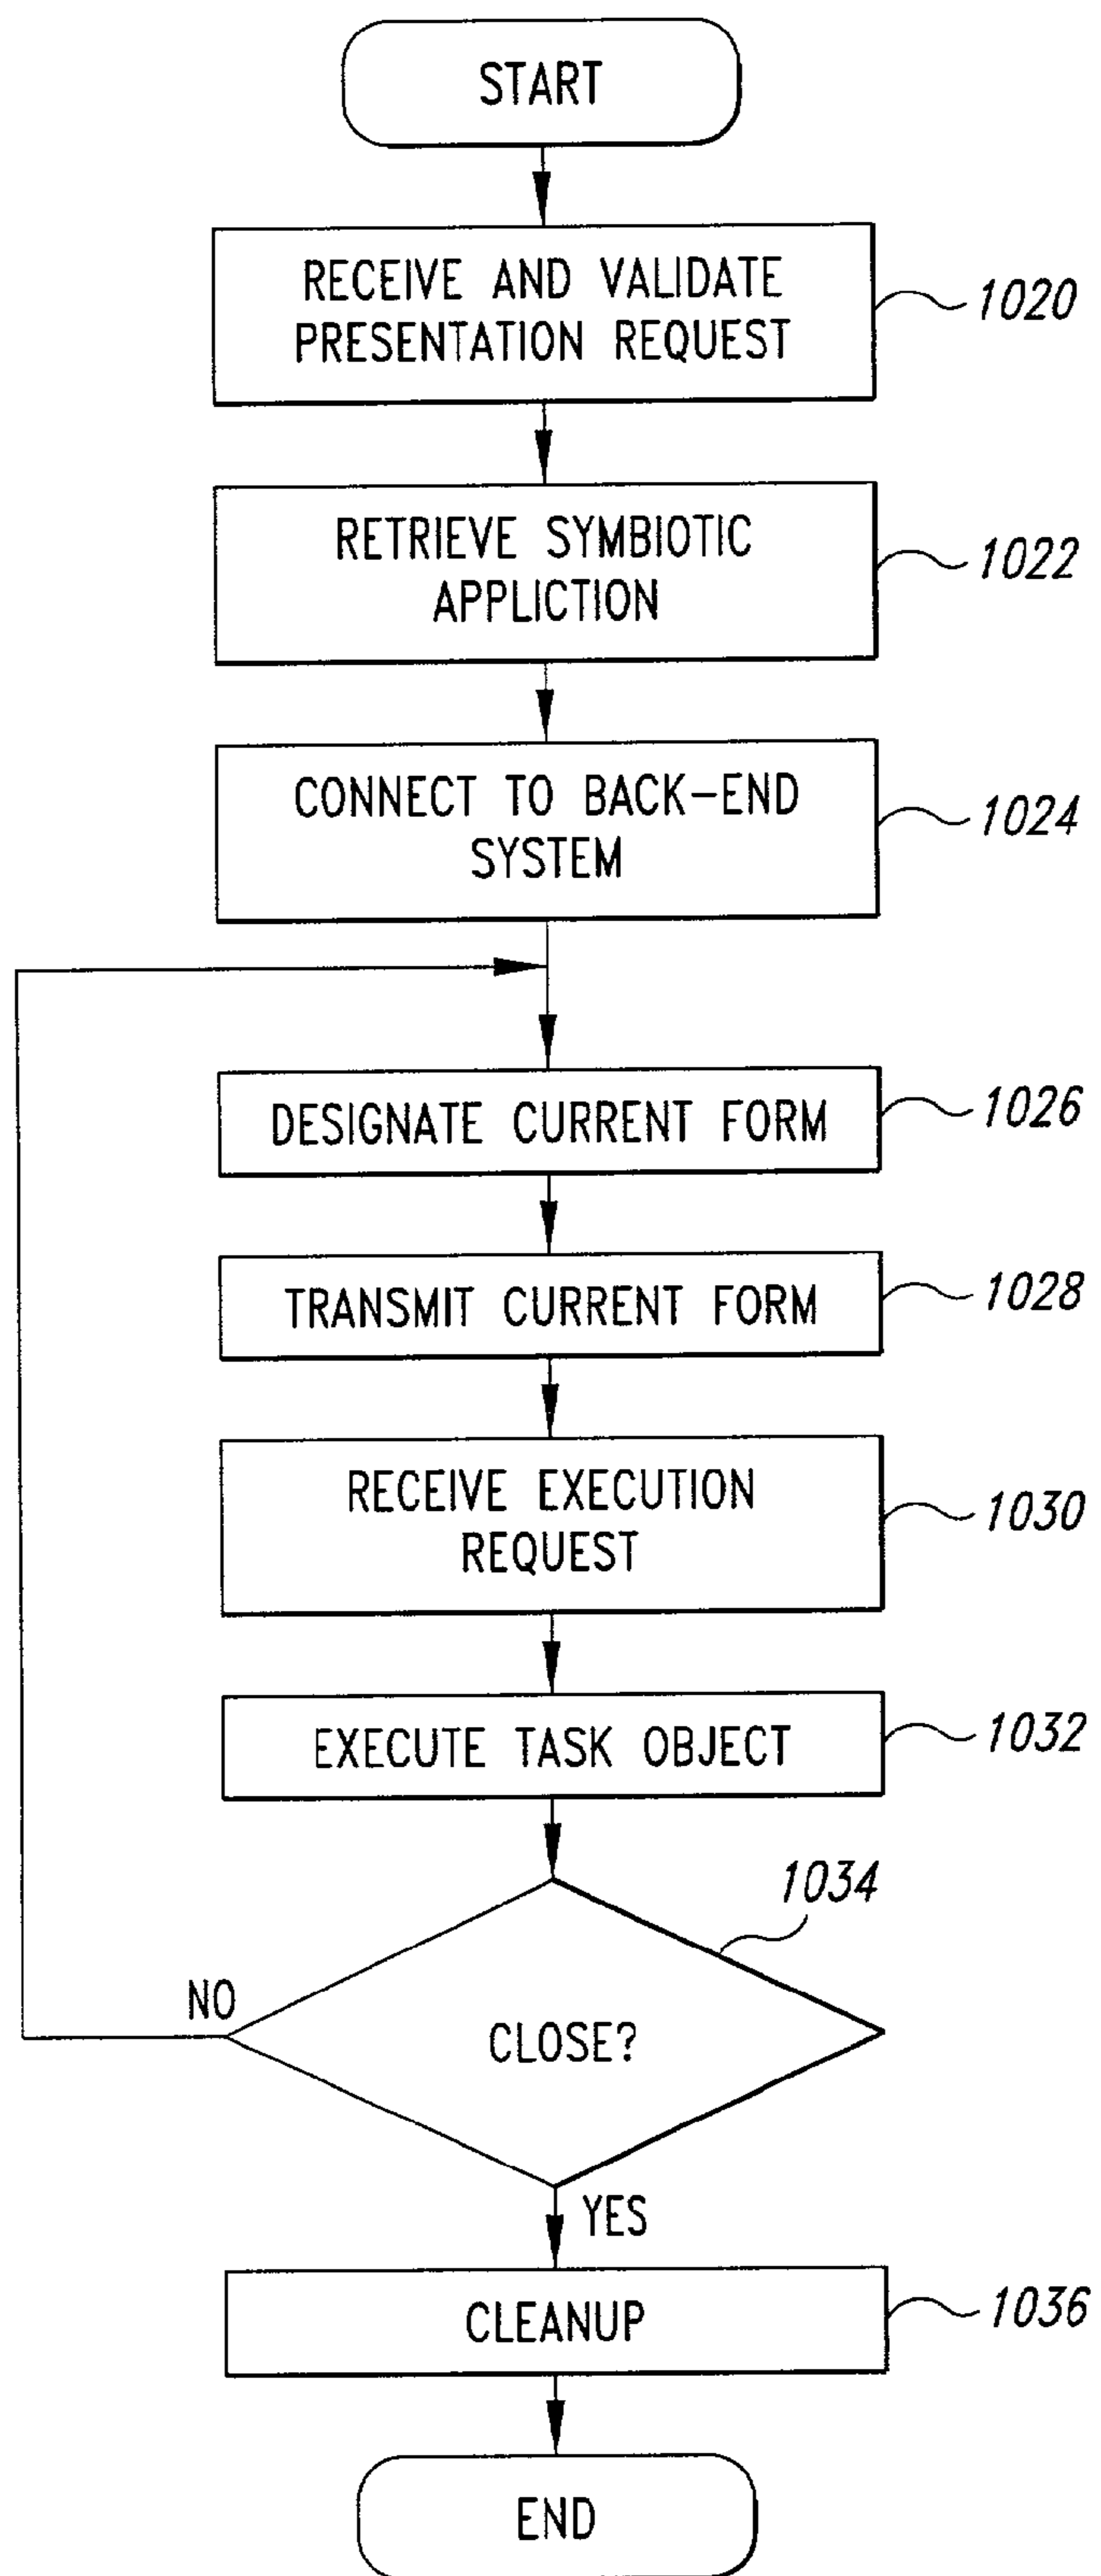 START
RECEIVE AND VALIDATE
PRESENTATION REQUEST
1020
RETRIEVE SYMBIOTIC
APPLICTION
1022
CONNECT TO BACK-END
SYSTEM
1024
DESIGNATE CURRENT FORM
1026
TRANSMIT CURRENT FORM
1028
RECEIVE EXECUTION
REQUEST
1030
EXECUTE TASK OBJECT
1032
1034
NO
CLOSE?
YES
CLEANUP
1036
END